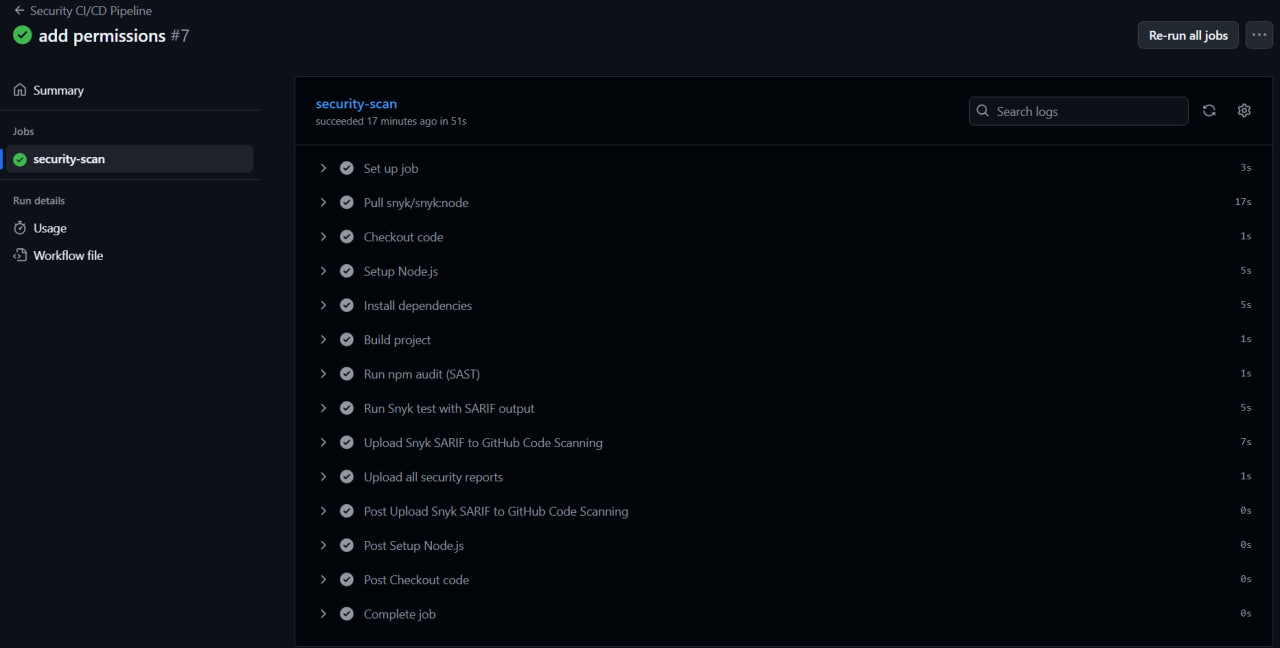 Security CI/CD Pipeline
add permissions #7
Re-run all jobs
Summary
Jobs
security-scan
Run details
Usage
Workflow file
security-scan
succeeded 17 minutes ago in 51s
Search logs
Set up job 3s
Pull snyk/snyk:node 17s
Checkout code 1s
Setup Node.js 5s
Install dependencies 5s
Build project 1s
Run npm audit (SAST) 1s
Run Snyk test with SARIF output 5s
Upload Snyk SARIF to GitHub Code Scanning 7s
Upload all security reports 1s
Post Upload Snyk SARIF to GitHub Code Scanning 0s
Post Setup Node.js 0s
Post Checkout code 0s
Complete job 0s